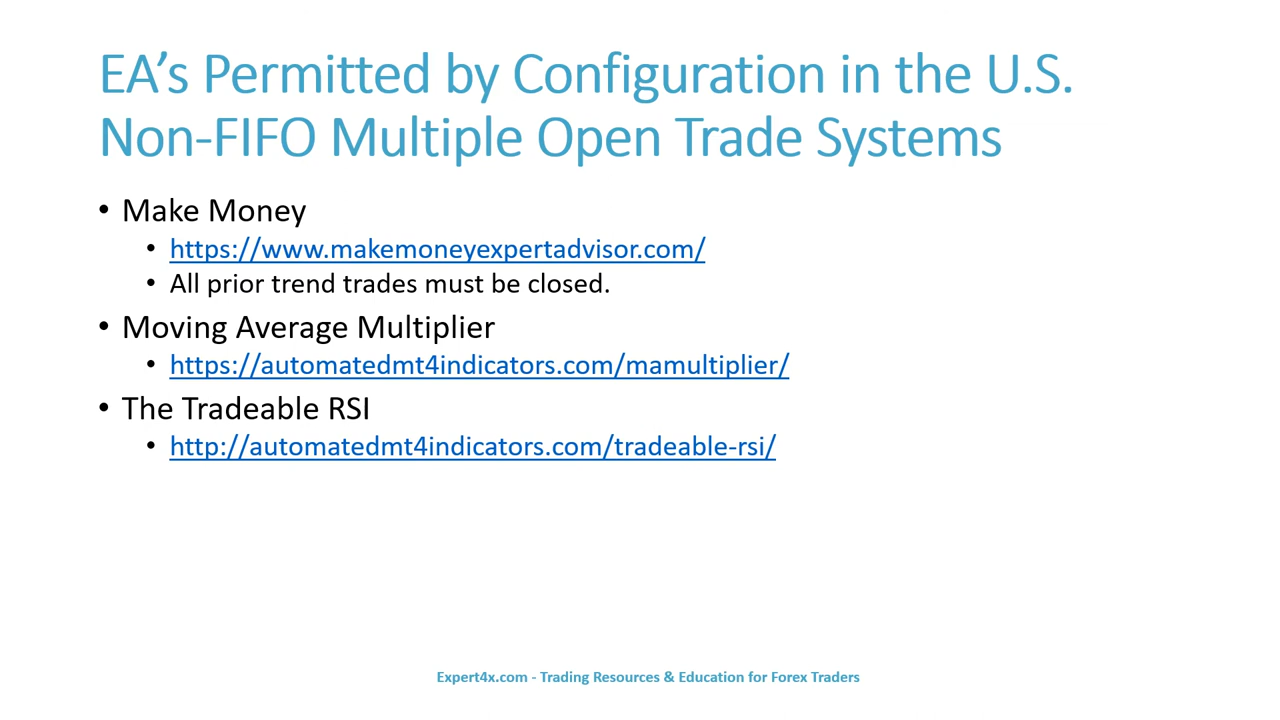 EA’s Permitted by Configuration in the U.S.
Non-FIFO Multiple Open Trade Systems
• Make Money
• https://www.makemoneyexpertadvisor.com/
• All prior trend trades must be closed.
• Moving Average Multiplier
• https://automatedmt4indicators.com/mamultiplier/
• The Tradeable RSI
• http://automatedmt4indicators.com/tradeable-rsi/
Expert4x.com - Trading Resources & Education for Forex Traders